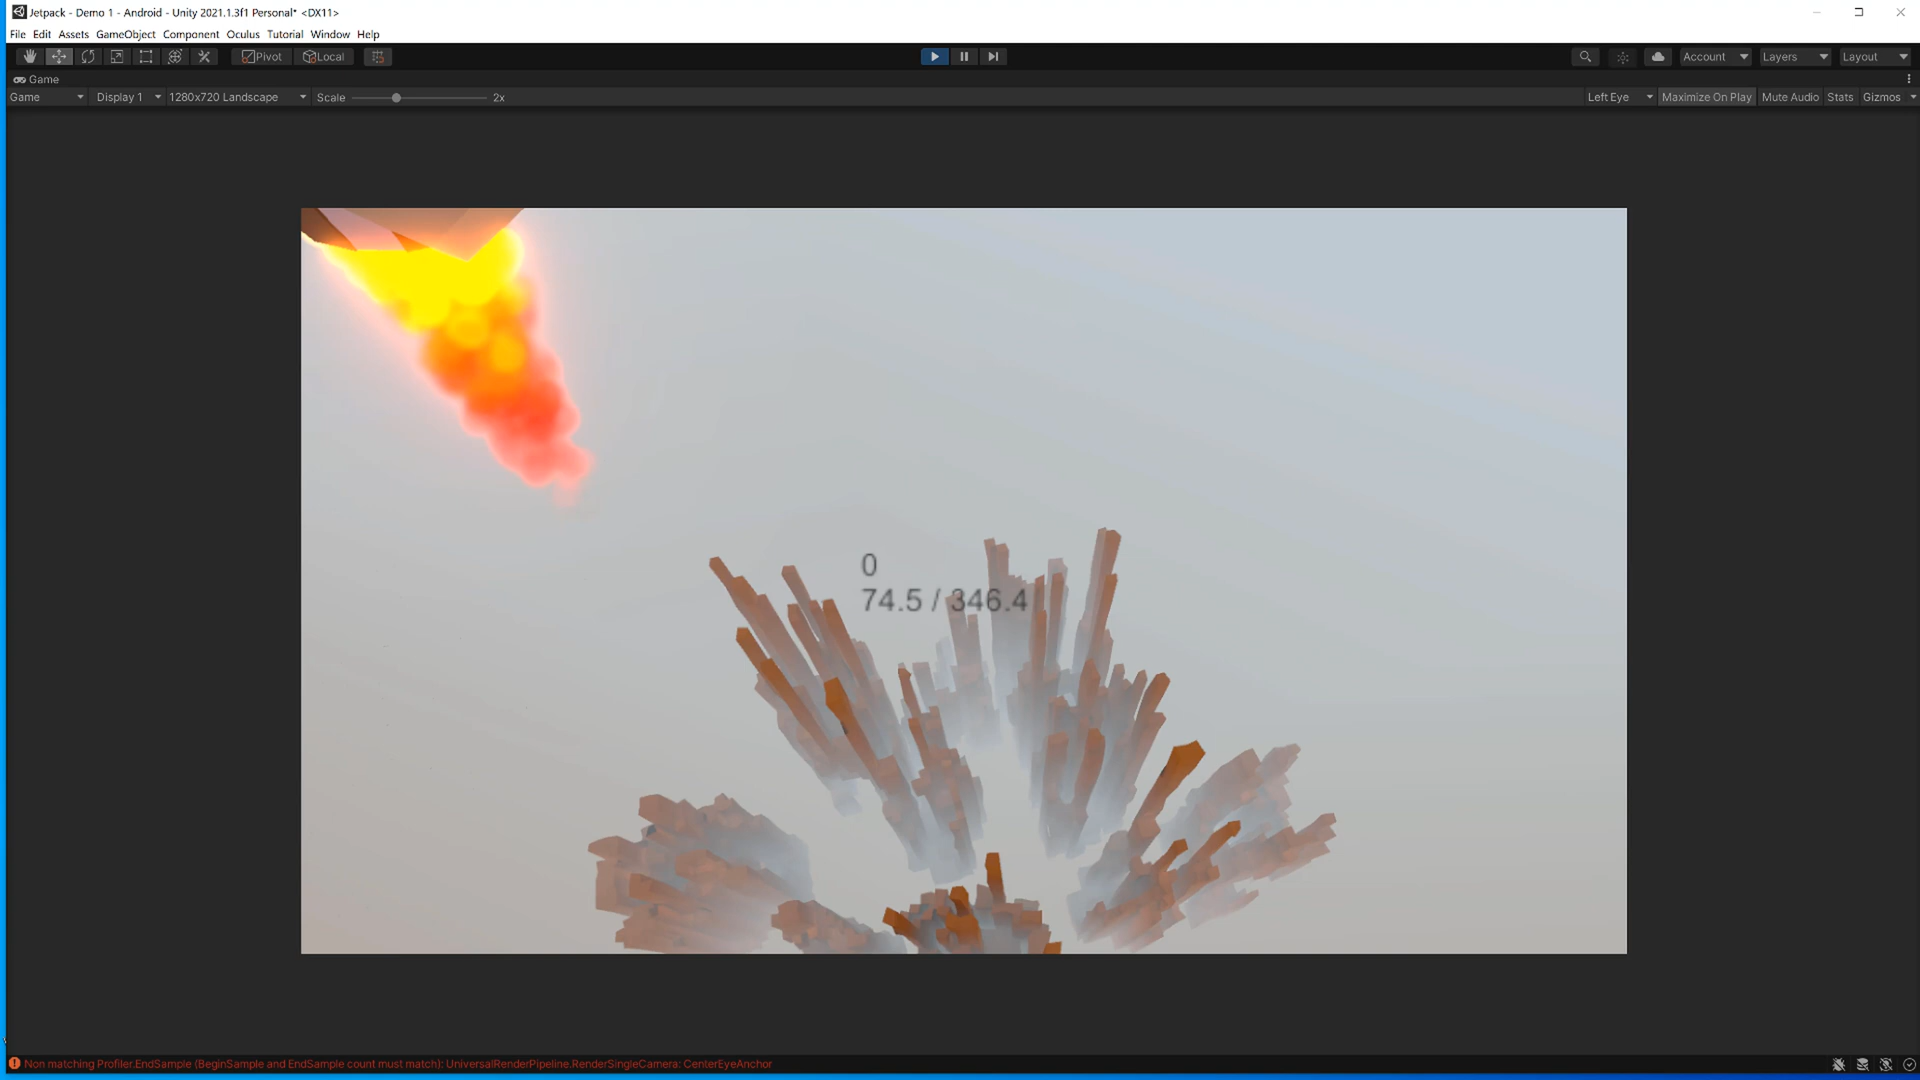 Jetpack - Demo 1 - Android - Unity 2021.1.3f1 Personal* <DX11>
File Edit Assets GameObject Component Oculus Tutorial Window Help
Pivot Local Account Layers Layout
Game
Game Display 1 1280x720 Landscape Scale 2x Left Eye Maximize On Play Mute Audio Stats Gizmos
0
74.5 / 346.4
Non matching Profiler.EndSample (BeginSample and EndSample count must match): UniversalRenderPipeline.RenderSingleCamera: CenterEyeAnchor